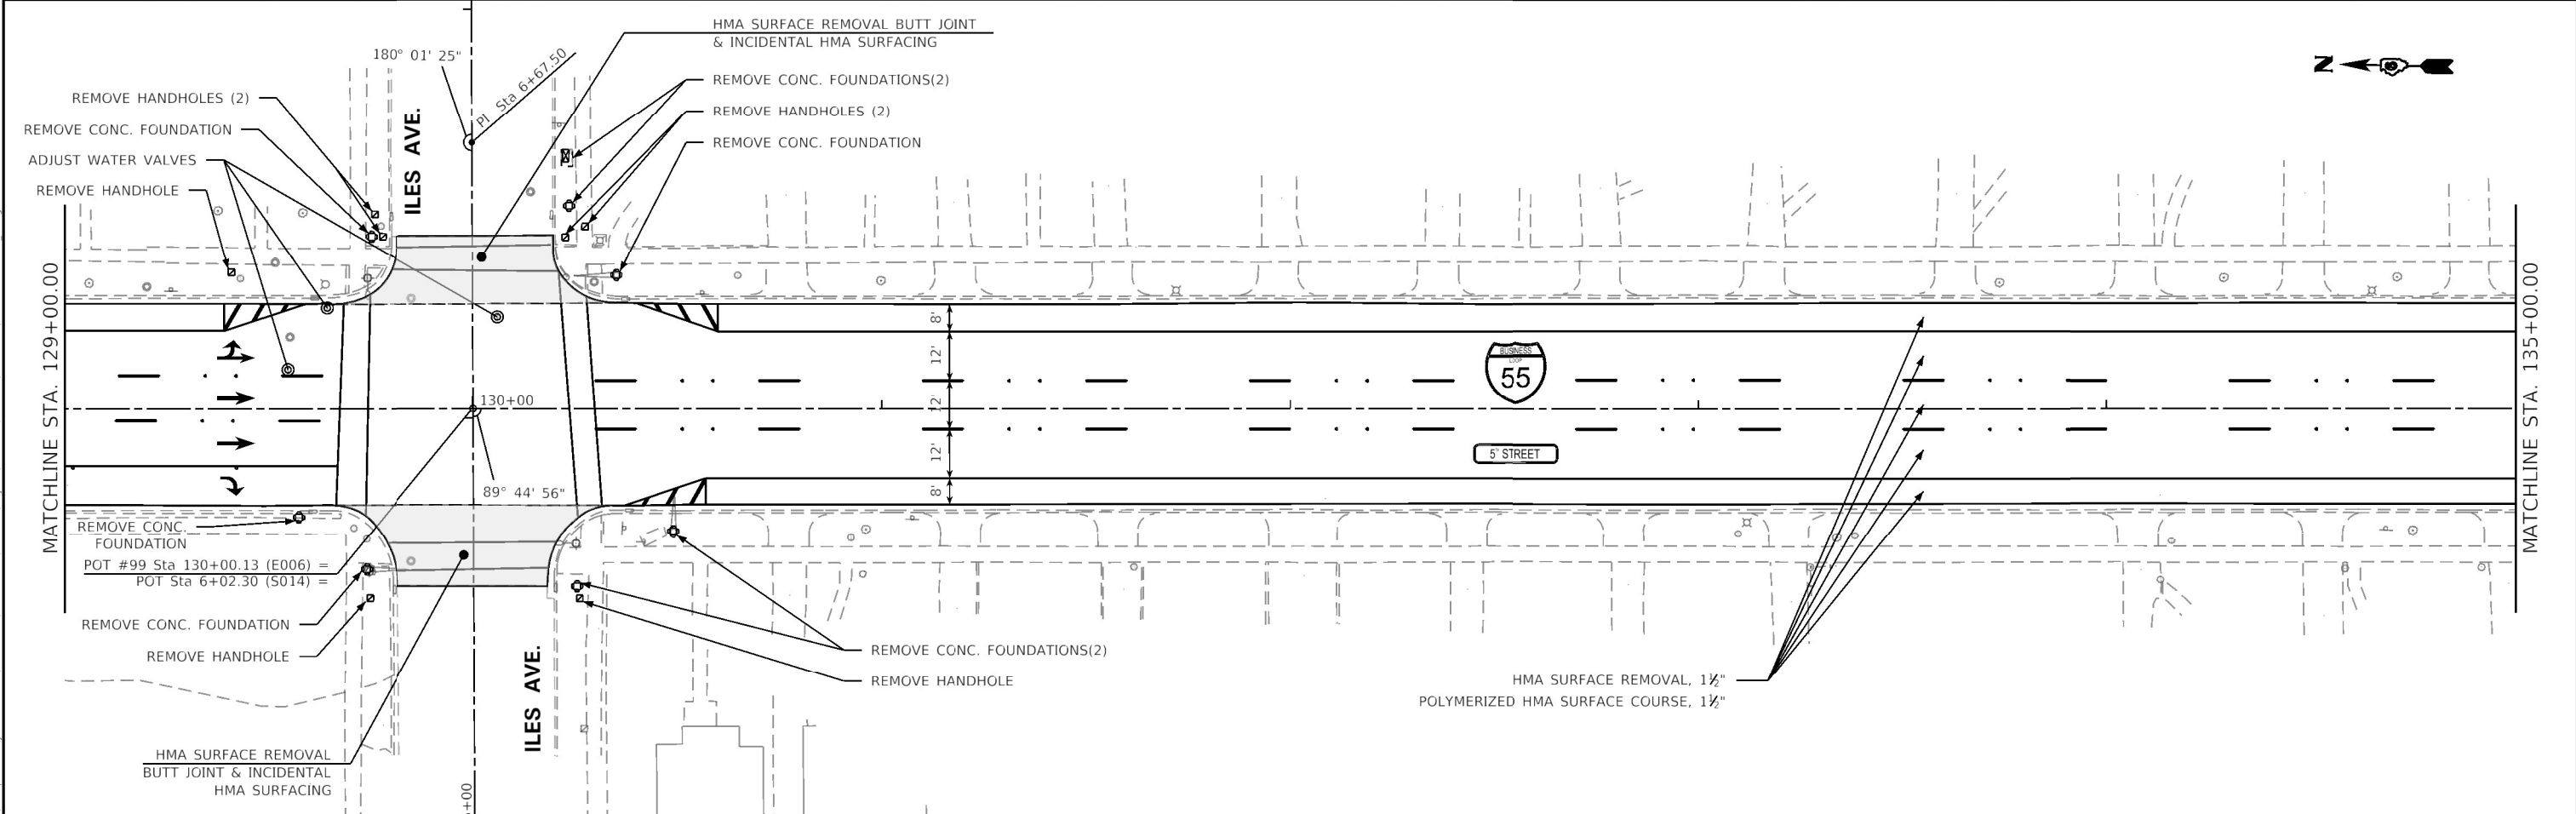 HMA SURFACE REMOVAL BUTT JOINT
& INCIDENTAL HMA SURFACING
180° 01' 25"
PI Sta 6+67.50
N
REMOVE CONC. FOUNDATIONS(2)
REMOVE HANDHOLES (2)
REMOVE CONC. FOUNDATION
REMOVE HANDHOLES (2)
REMOVE CONC. FOUNDATION
ADJUST WATER VALVES
REMOVE HANDHOLE
ILES AVE.
MATCHLINE STA. 129+00.00
MATCHLINE STA. 135+00.00
8'
12'
12'
12'
8'
BUSINESS
LOOP
55
130+00
5 STREET
89° 44' 56"
REMOVE CONC.
FOUNDATION
POT #99 Sta 130+00.13 (E006) =
POT Sta 6+02.30 (S014) =
REMOVE CONC. FOUNDATION
REMOVE HANDHOLE
ILES AVE.
REMOVE CONC. FOUNDATIONS(2)
REMOVE HANDHOLE
HMA SURFACE REMOVAL, 1½"
POLYMERIZED HMA SURFACE COURSE, 1½"
HMA SURFACE REMOVAL
BUTT JOINT & INCIDENTAL
HMA SURFACING
+00